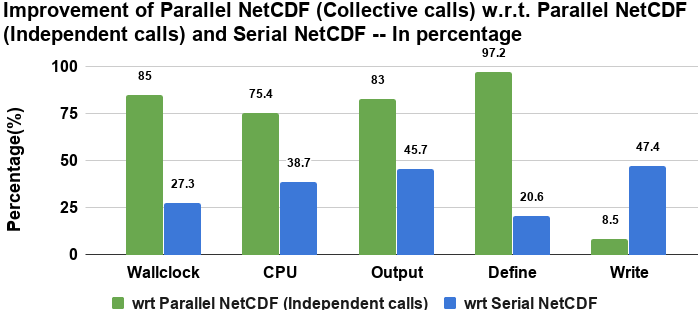 Improvement of Parallel NetCDF (Collective calls) w.r.t. Parallel NetCDF
(Independent calls) and Serial NetCDF -- In percentage
Percentage(%)
100
75
50
25
0
85
27.3
75.4
38.7
83
45.7
97.2
20.6
8.5
47.4
Wallclock
CPU
Output
Define
Write
wrt Parallel NetCDF (Independent calls)
wrt Serial NetCDF